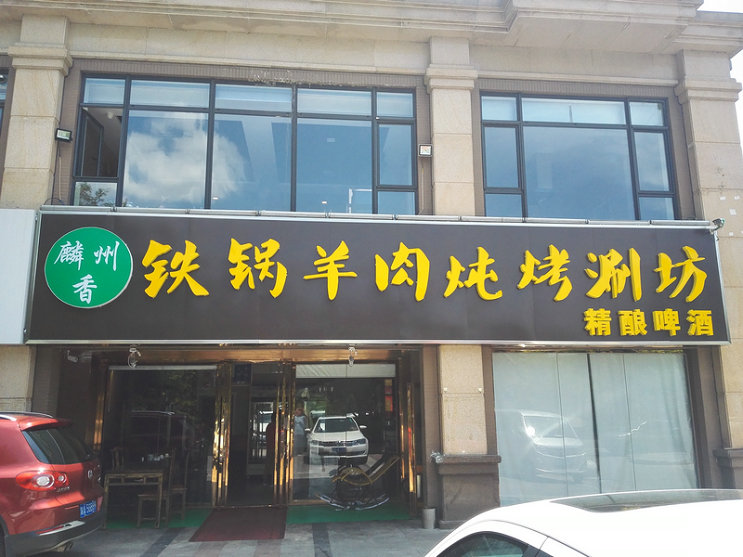 麟州
香
铁锅羊肉炖烤涮坊
精酿啤酒